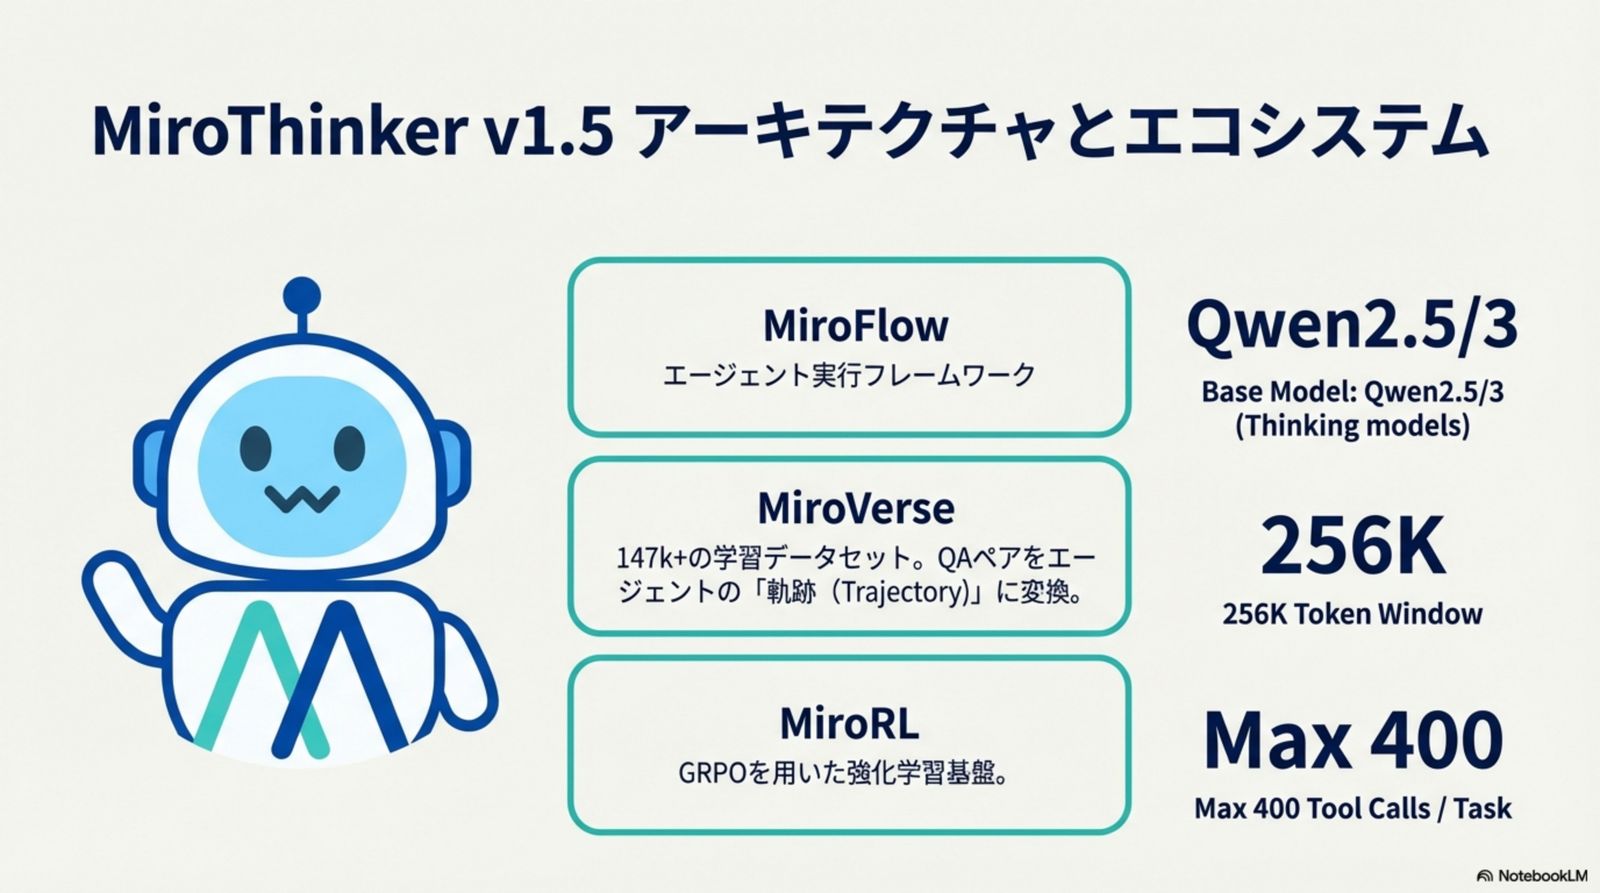 MiroThinker v1.5 アーキテクチャとエコシステム
MiroFlow
エージェント実行フレームワーク
MiroVerse
147k+の学習データセット。QAペアをエー
ジェントの「軌跡（Trajectory)」に変換。
MiroRL
GRPOを用いた強化学習基盤。
Qwen2.5/3
Base Model: Qwen2.5/3
(Thinking models)
256K
256K Token Window
Max 400
Max 400 Tool Calls / Task
NotebookLM